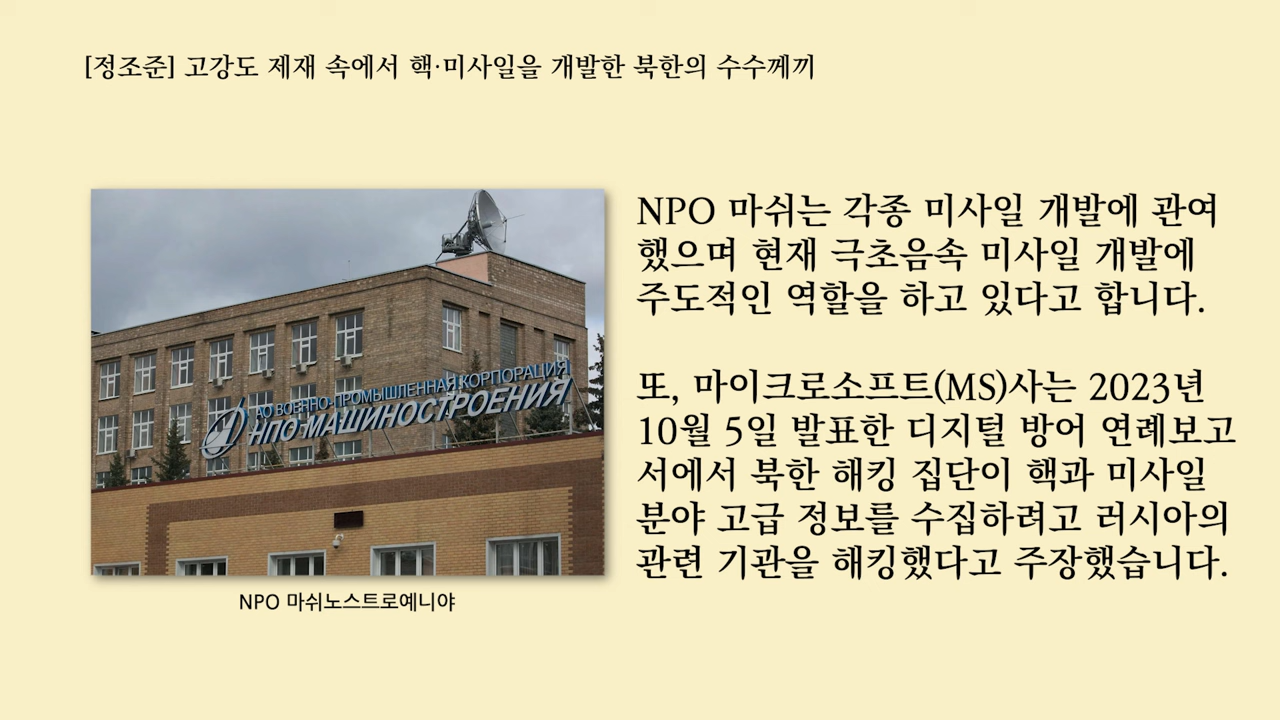 [정조준] 고강도 제재 속에서 핵·미사일을 개발한 북한의 수수께끼
АО ВОЕННО-ПРОМЫШЛЕННАЯ КОРПОРАЦИЯ
НПО МАШИНОСТРОЕНИЯ
NPO 마쉬노스트로예니야
NPO 마쉬는 각종 미사일 개발에 관여
했으며 현재 극초음속 미사일 개발에
주도적인 역할을 하고 있다고 합니다.
또, 마이크로소프트(MS)사는 2023년
10월 5일 발표한 디지털 방어 연례보고
서에서 북한 해킹 집단이 핵과 미사일
분야 고급 정보를 수집하려고 러시아의
관련 기관을 해킹했다고 주장했습니다.